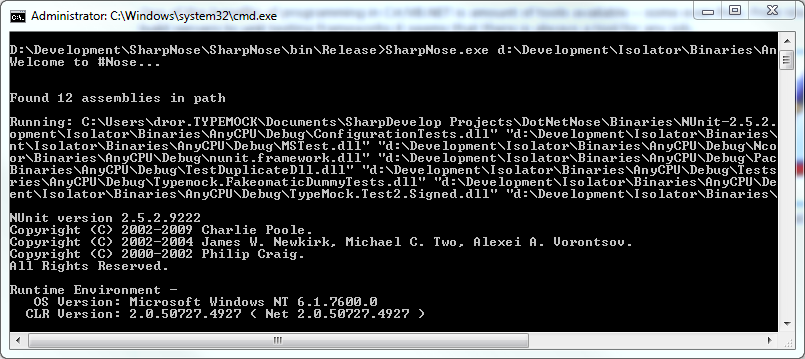 Administrator: C:\Windows\system32\cmd.exe
D:\Development\SharpNose\SharpNose\bin\Release>SharpNose.exe d:\Development\Isolator\Binaries\An
Welcome to #Nose...
Found 12 assemblies in path
Running: C:\Users\dror.TYPEMOCK\Documents\SharpDevelop Projects\DotNetNose\Binaries\NUnit-2.5.2.
opment\Isolator\Binaries\AnyCPU\Debug\ConfigurationTests.dll" "d:\Development\Isolator\Binaries\
nt\Isolator\Binaries\AnyCPU\Debug\MSTest.dll" "d:\Development\Isolator\Binaries\AnyCPU\Debug\Nco
or\Binaries\AnyCPU\Debug\nunit.framework.dll" "d:\Development\Isolator\Binaries\AnyCPU\Debug\Pac
Binaries\AnyCPU\Debug\TestDuplicateDll.dll" "d:\Development\Isolator\Binaries\AnyCPU\Debug\Tests
ries\AnyCPU\Debug\Typemock.FakeomaticDummyTests.dll" "d:\Development\Isolator\Binaries\AnyCPU\De
ent\Isolator\Binaries\AnyCPU\Debug\TypeMock.Test2.Signed.dll" "d:\Development\Isolator\Binaries\
NUnit version 2.5.2.9222
Copyright (C) 2002-2009 Charlie Poole.
Copyright (C) 2002-2004 James W. Newkirk, Michael C. Two, Alexei A. Vorontsov.
Copyright (C) 2000-2002 Philip Craig.
All Rights Reserved.
Runtime Environment -
OS Version: Microsoft Windows NT 6.1.7600.0
CLR Version: 2.0.50727.4927 ( Net 2.0.50727.4927 )